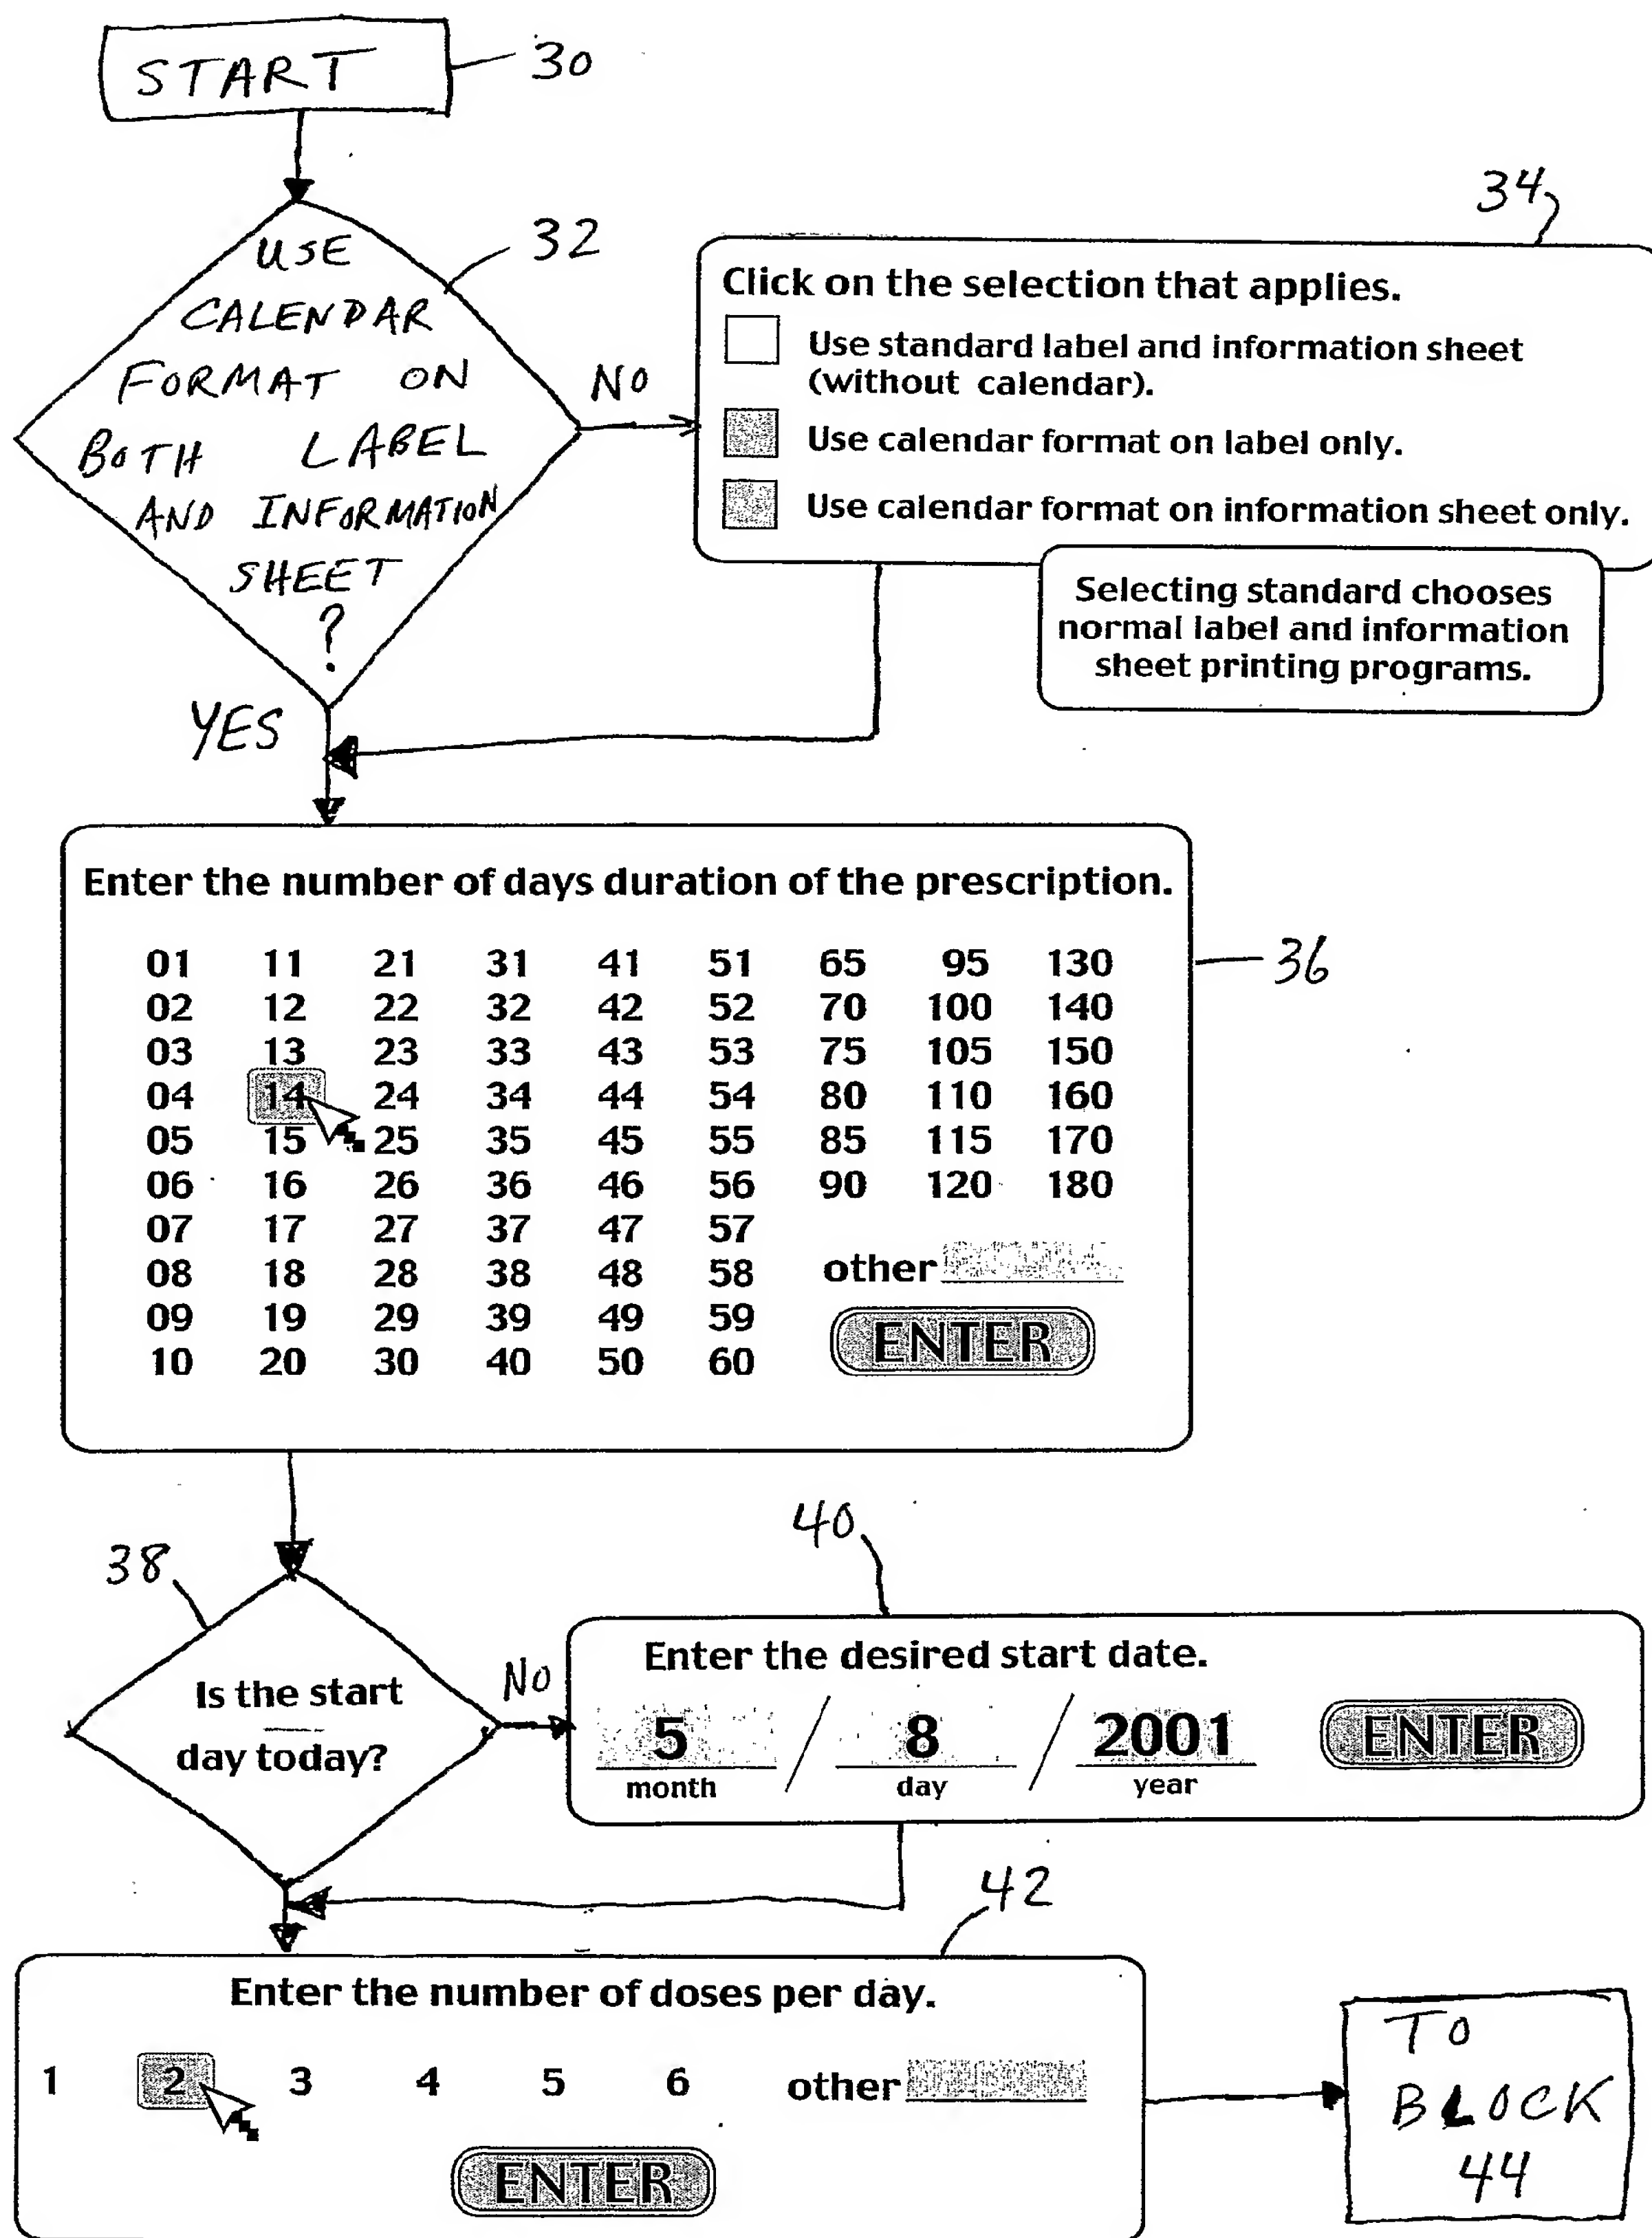 START
30
USE
CALENDAR
FORMAT ON
BOTH LABEL
AND INFORMATION
SHEET
?
32
NO
YES
34
Click on the selection that applies.
Use standard label and information sheet
(without calendar).
Use calendar format on label only.
Use calendar format on information sheet only.
Selecting standard chooses
normal label and information
sheet printing programs.
Enter the number of days duration of the prescription.
36
01 11 21 31 41 51 65 95 130
02 12 22 32 42 52 70 100 140
03 13 23 33 43 53 75 105 150
04 14 24 34 44 54 80 110 160
05 15 25 35 45 55 85 115 170
06 16 26 36 46 56 90 120 180
07 17 27 37 47 57
08 18 28 38 48 58 other
09 19 29 39 49 59
10 20 30 40 50 60 ENTER
38
Is the start
day today?
NO
40
Enter the desired start date.
5 / 8 / 2001 ENTER
month day year
42
Enter the number of doses per day.
1 2 3 4 5 6 other
ENTER
TO
BLOCK
44